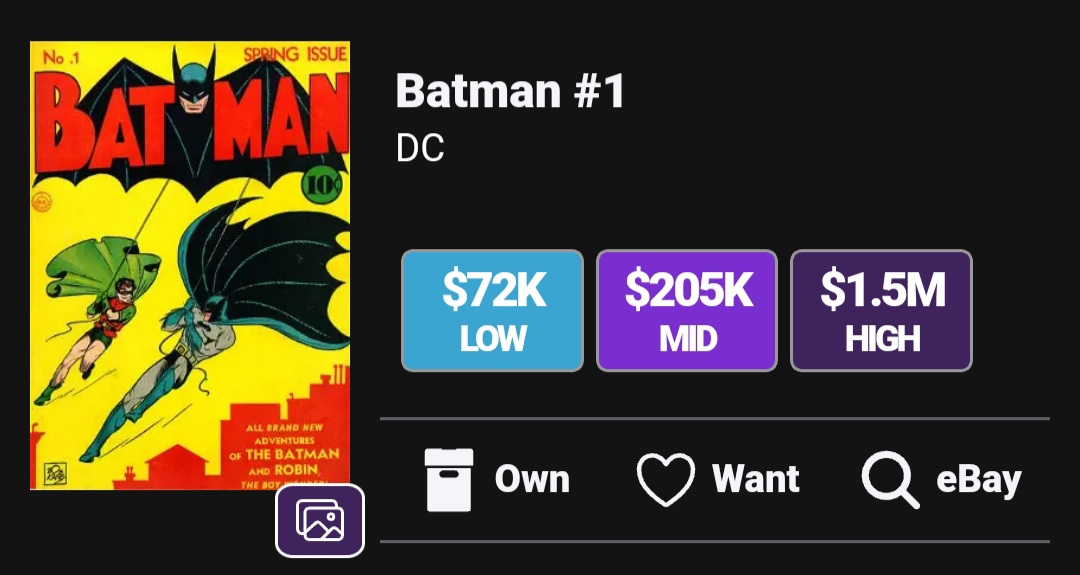 No .1
SPRING ISSUE
BATMAN
10¢
ALL BRAND NEW
ADVENTURES
OF THE BATMAN
AND ROBIN,
THE BOY WONDER!
Batman #1
DC
$72K
LOW
$205K
MID
$1.5M
HIGH
Own
Want
eBay